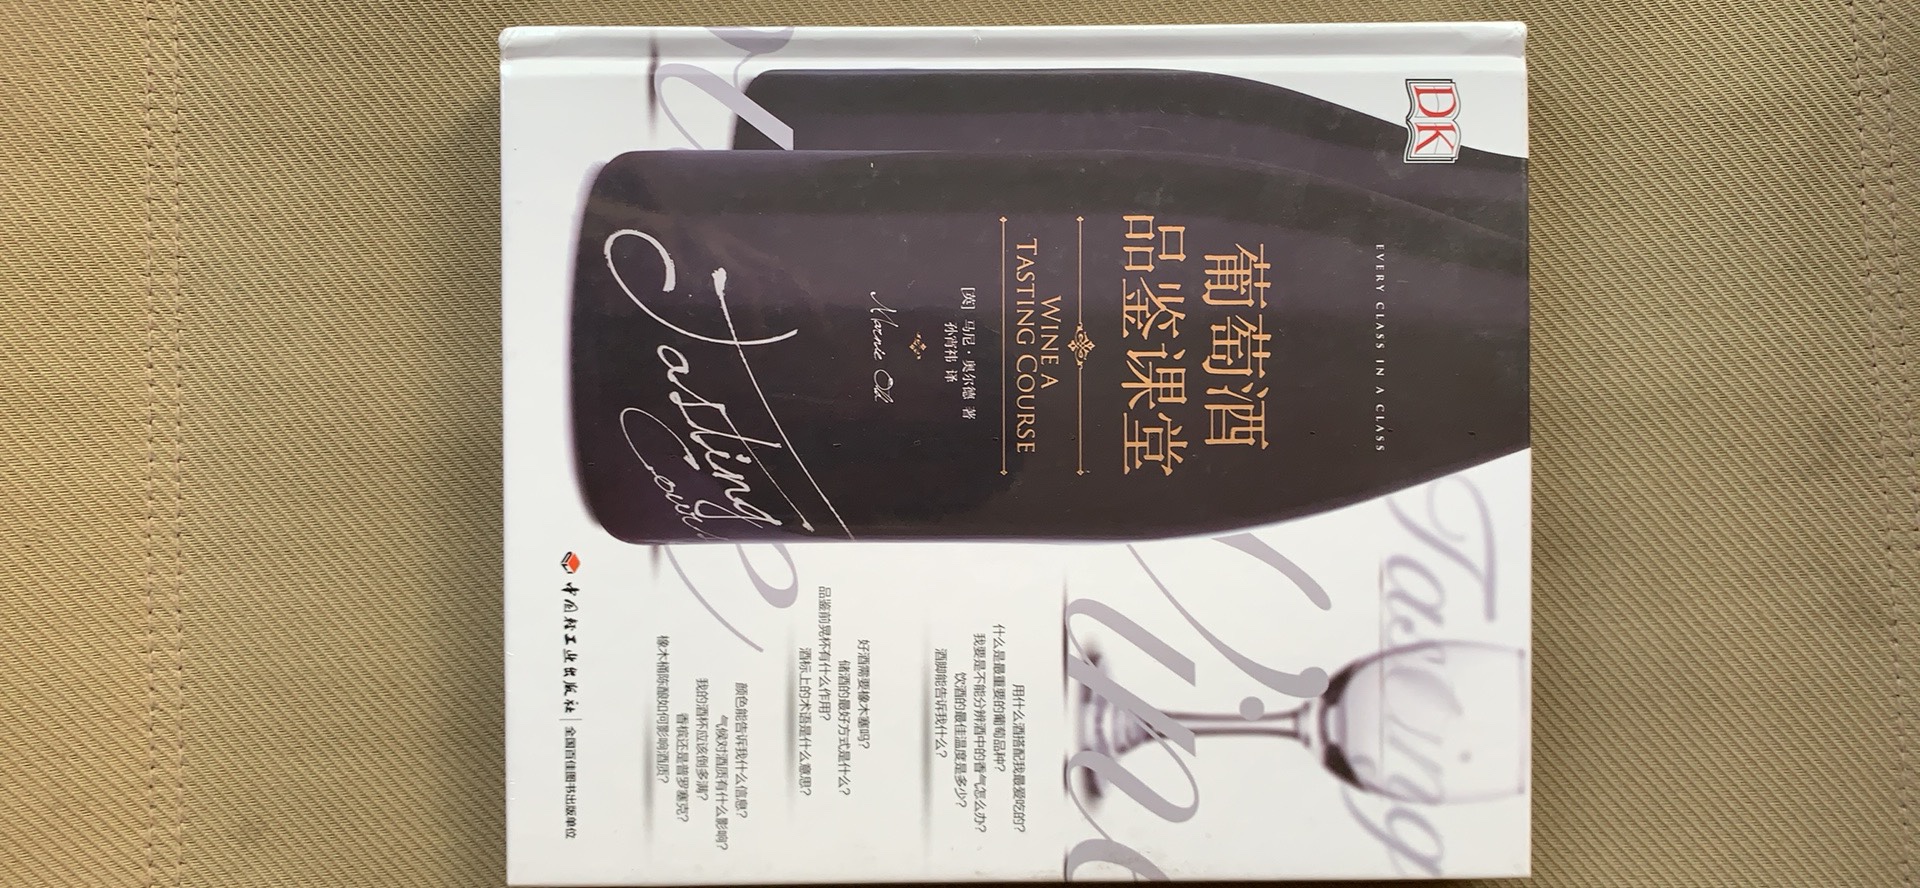 DK
EVERY CLASS IN A CLASS
葡萄酒
品鉴课堂
WINE A
TASTING COURSE
[英] 马尼·奥尔德 著
孙宵祎 译
Marnie Old
Tasting
Tasting
Wine
用什么酒搭配我最爱吃的?
什么是最重要的葡萄品种?
我要是不能分辨酒中的香气怎么办?
饮酒的最佳温度是多少?
酒脚能告诉我什么?
好酒需要橡木塞吗?
储酒的最好方式是什么?
品鉴前晃杯有什么作用?
酒标上的术语是什么意思?
颜色能告诉我什么信息?
气候对酒质有什么影响?
我的酒杯应该倒多满?
香槟还是普罗塞克?
橡木桶陈酿如何影响酒质?
中国轻工业出版社 | 全国百佳图书出版单位